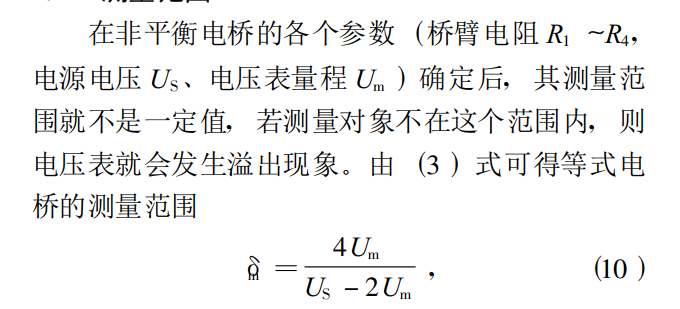 在非平衡电桥的各个参数（桥臂电阻 R₁ ~R₄，
电源电压 U_S、电压表量程 U_m ）确定后，其测量范
围就不是一定值，若测量对象不在这个范围内，则
电压表就会发生溢出现象。由 (3 ) 式可得等式电
桥的测量范围
δ_m = 4U_m / (U_S - 2U_m) ， (10 )